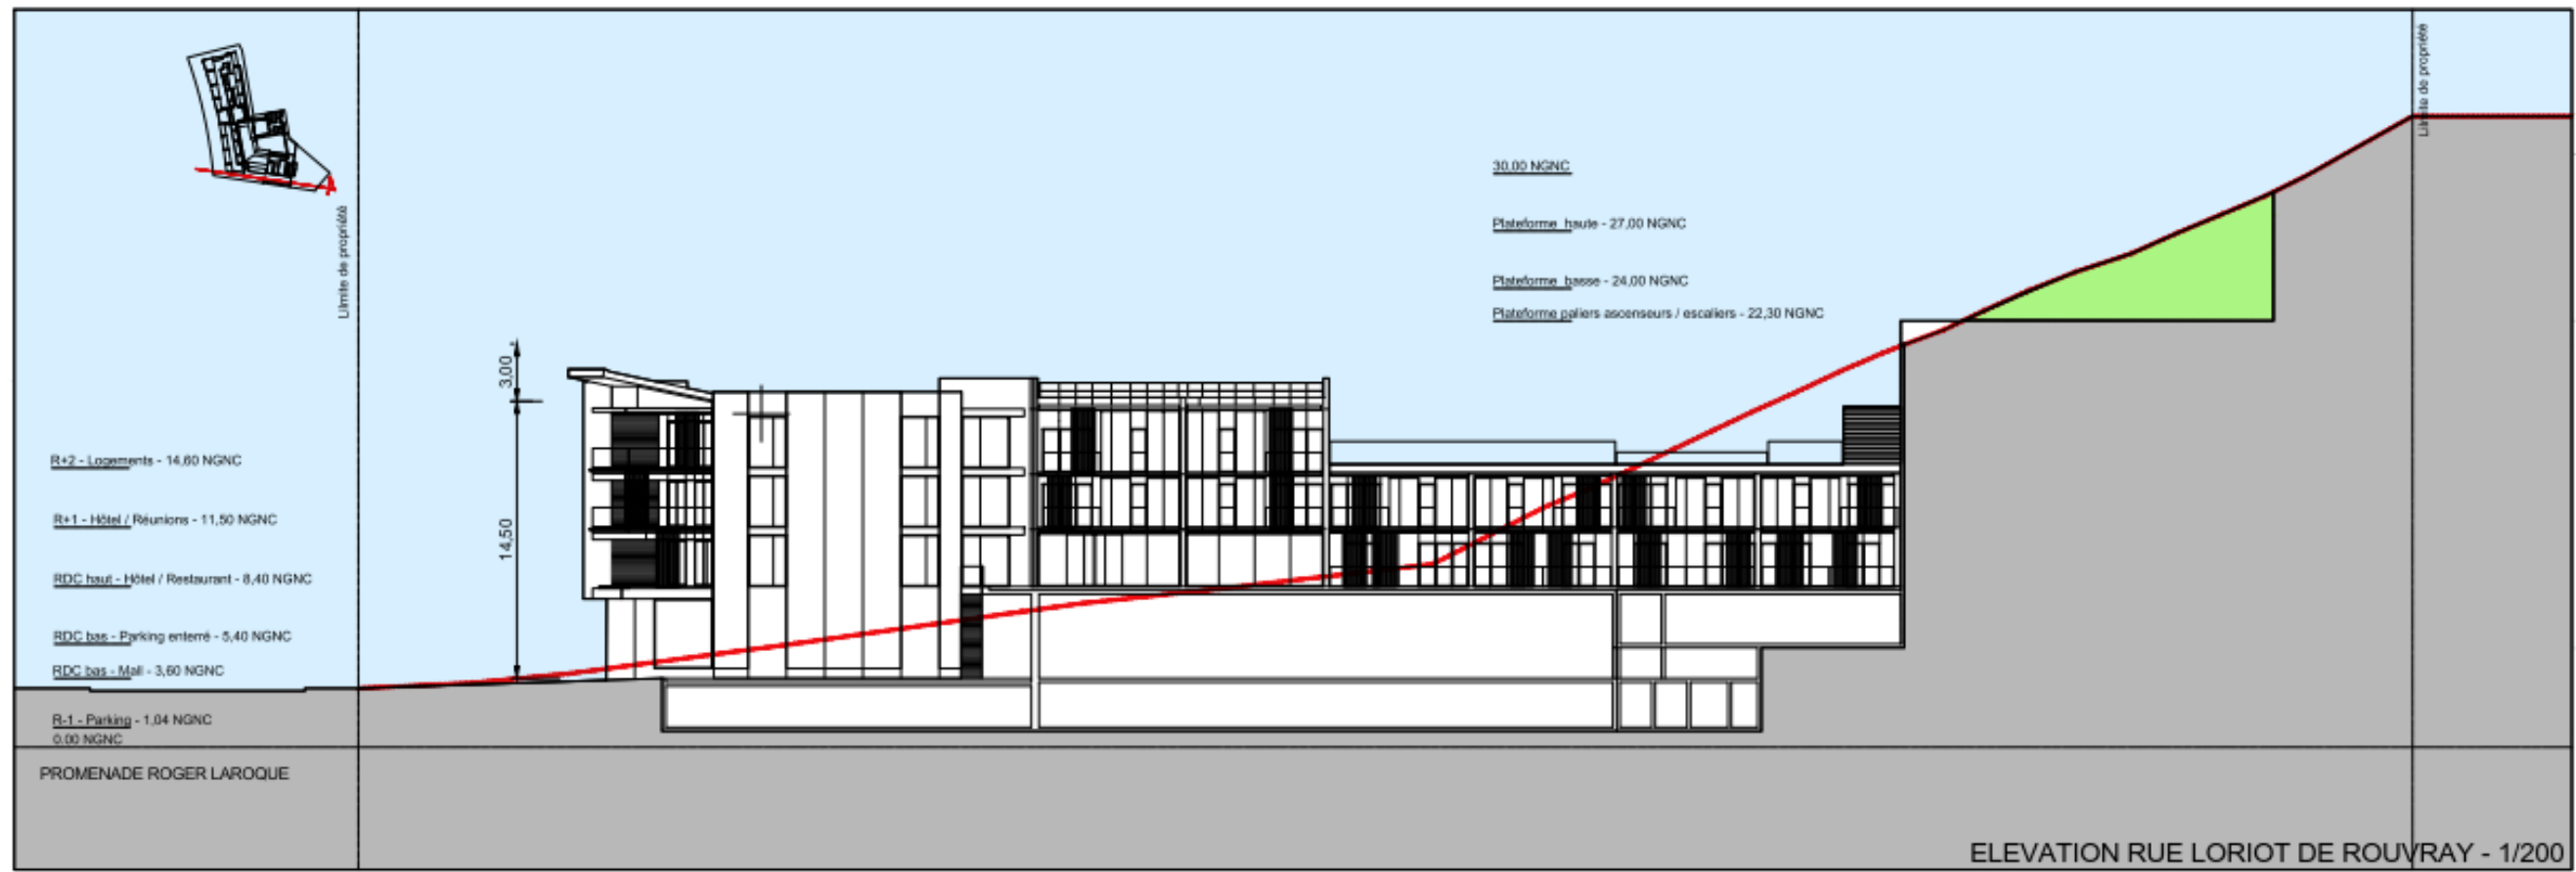 Lilmite de propriété
Lilmite de propriété
30,00 NGNC
Plateforme haute - 27,00 NGNC
Plateforme basse - 24,00 NGNC
Plateforme paliers ascenseurs / escaliers - 22,30 NGNC
3,00
14,50
R+2 - Logements - 14,60 NGNC
R+1 - Hôtel / Réunions - 11,50 NGNC
RDC haut - Hôtel / Restaurant - 8,40 NGNC
RDC bas - Parking enterré - 5,40 NGNC
RDC bas - Mall - 3,60 NGNC
R-1 - Parking - 1,04 NGNC
0.00 NGNC
PROMENADE ROGER LAROQUE
ELEVATION RUE LORIOT DE ROUVRAY - 1/200